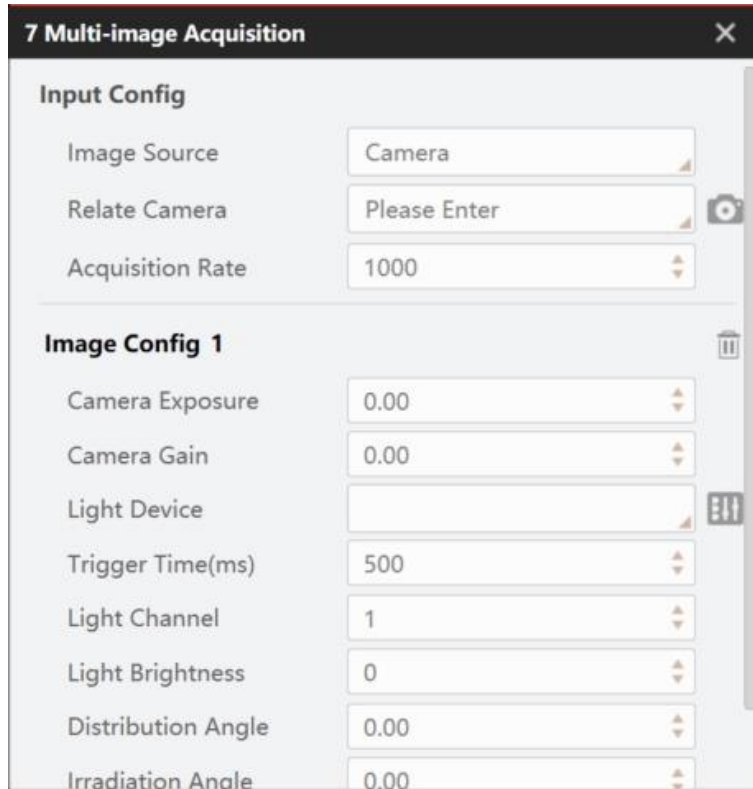 7 Multi-image Acquisition
Input Config
Image Source Camera
Relate Camera Please Enter
Acquisition Rate 1000
Image Config 1
Camera Exposure 0.00
Camera Gain 0.00
Light Device
Trigger Time(ms) 500
Light Channel 1
Light Brightness 0
Distribution Angle 0.00
Irradiation Angle 0.00